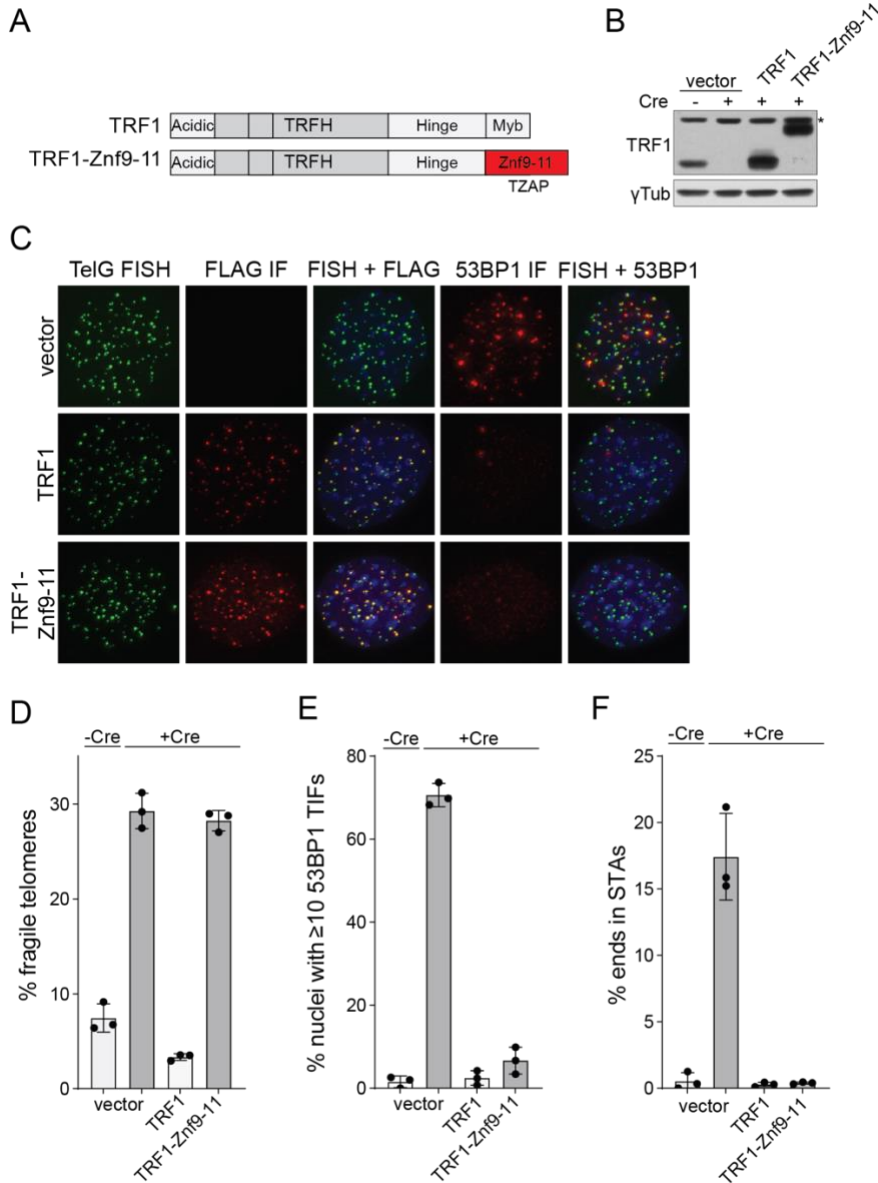 A
TRF1 Acidic TRFH Hinge Myb
TRF1-Znf9-11 Acidic TRFH Hinge Znf9-11
TZAP
B
vector TRF1 TRF1-Znf9-11
Cre - + + +
*
TRF1
γTub
C
TelG FISH FLAG IF FISH + FLAG 53BP1 IF FISH + 53BP1
vector
TRF1
TRF1-
Znf9-11
D
-Cre +Cre
% fragile telomeres
30
20
10
0
vector TRF1 TRF1-Znf9-11
E
-Cre +Cre
% nuclei with ≥10 53BP1 TIFs
80
60
40
20
0
vector TRF1 TRF1-Znf9-11
F
-Cre +Cre
% ends in STAs
25
20
15
10
5
0
vector TRF1 TRF1-Znf9-11